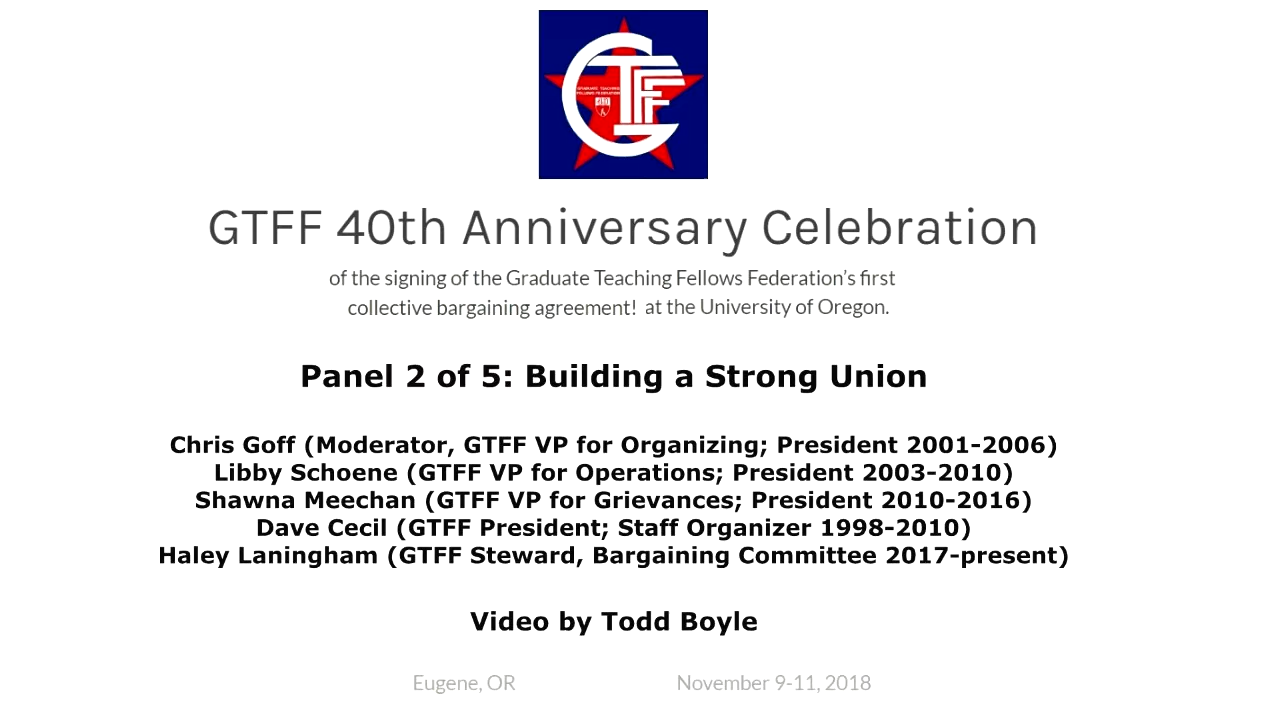 GTFF
GRADUATE TEACHING
FELLOWS FEDERATION
GTFF 40th Anniversary Celebration
of the signing of the Graduate Teaching Fellows Federation’s first
collective bargaining agreement! at the University of Oregon.
Panel 2 of 5: Building a Strong Union
Chris Goff (Moderator, GTFF VP for Organizing; President 2001-2006)
Libby Schoene (GTFF VP for Operations; President 2003-2010)
Shawna Meechan (GTFF VP for Grievances; President 2010-2016)
Dave Cecil (GTFF President; Staff Organizer 1998-2010)
Haley Laningham (GTFF Steward, Bargaining Committee 2017-present)
Video by Todd Boyle
Eugene, OR November 9-11, 2018